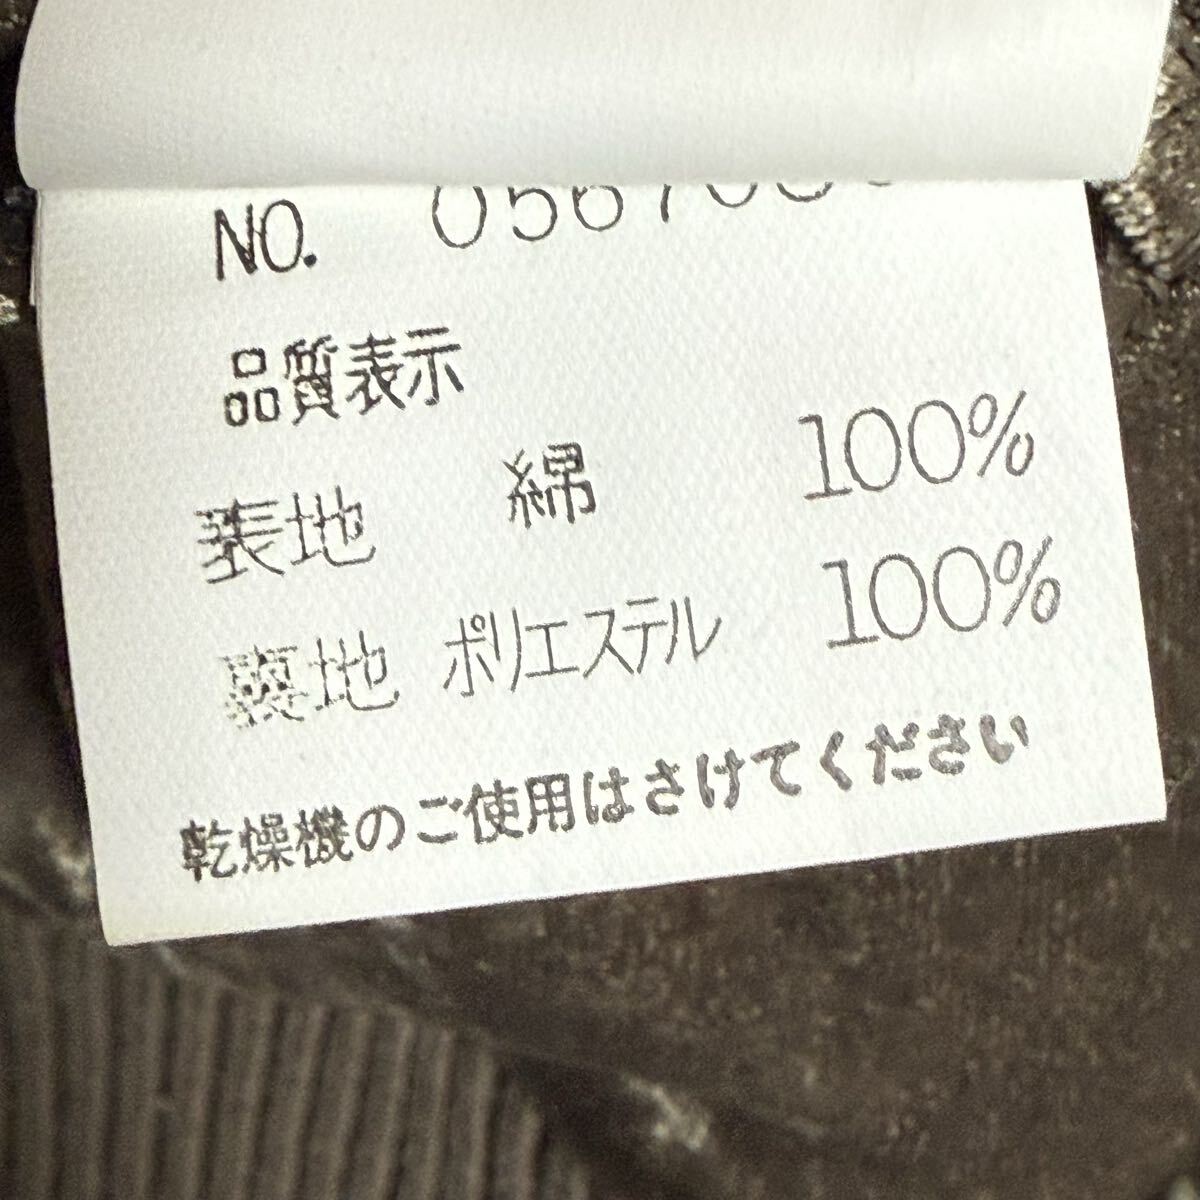 NO. 05670
品質表示
表地 綿 100%
裏地 ポリエステル 100%
乾燥機のご使用はさけてください